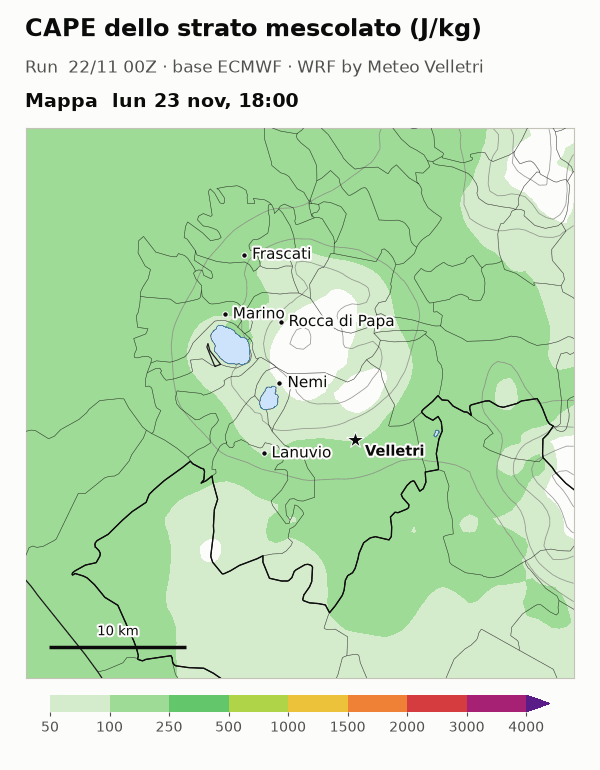 CAPE dello strato mescolato (J/kg)
Run  22/11 00Z · base ECMWF · WRF by Meteo Velletri
Mappa  lun 23 nov, 18:00
Frascati
Marino
Rocca di Papa
Nemi
Velletri
Lanuvio
10 km
50 100 250 500 1000 1500 2000 3000 4000